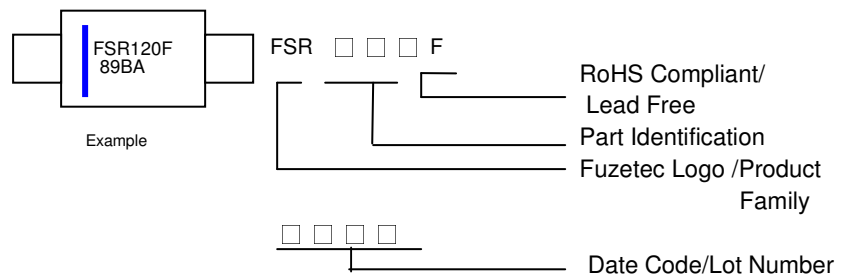 FSR120F
89BA
Example
FSR □ □ □ F
RoHS Compliant/
Lead Free
Part Identification
Fuzetec Logo /Product
Family
□ □ □ □
Date Code/Lot Number